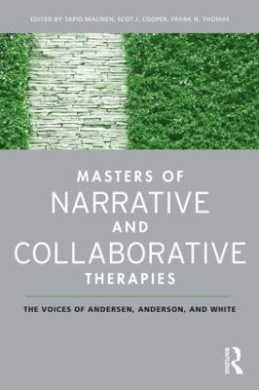 EDITED BY TAPIO MALINEN, SCOT J. COOPER, FRANK N. THOMAS
MASTERS OF
NARRATIVE
AND
COLLABORATIVE
THERAPIES
THE VOICES OF ANDERSEN, ANDERSON, AND WHITE
ROUTLEDGE